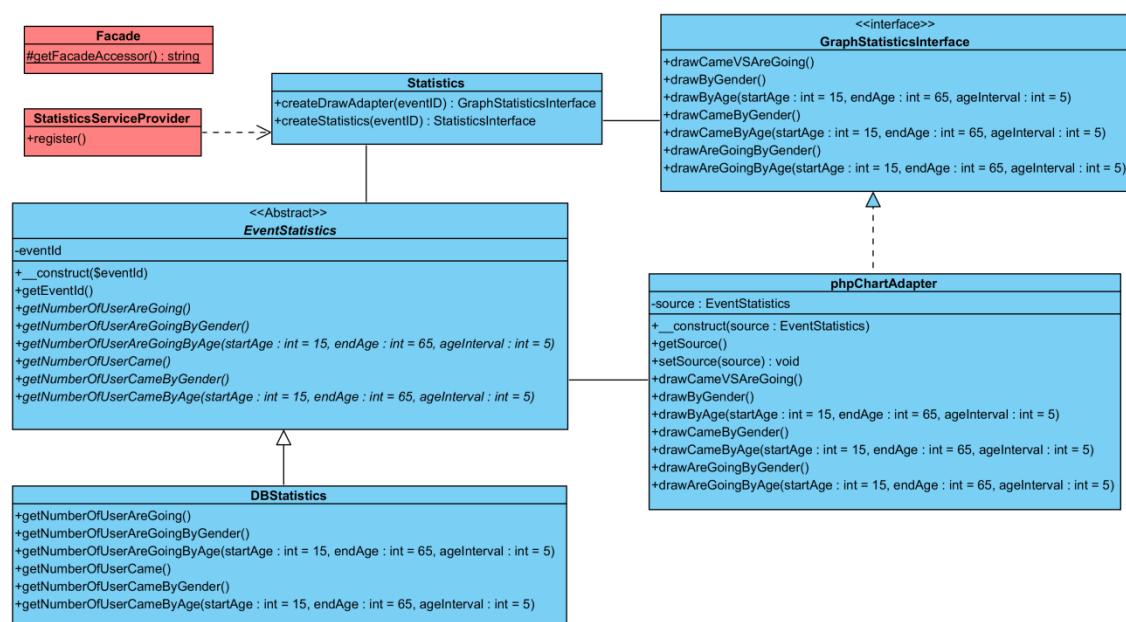 Facade
#getFacadeAccessor() : string
StatisticsServiceProvider
+register()
Statistics
+createDrawAdapter(eventID) : GraphStatisticsInterface
+createStatistics(eventID) : StatisticsInterface
<<interface>>
GraphStatisticsInterface
+drawCameVSAreGoing()
+drawByGender()
+drawByAge(startAge : int = 15, endAge : int = 65, ageInterval : int = 5)
+drawCameByGender()
+drawCameByAge(startAge : int = 15, endAge : int = 65, ageInterval : int = 5)
+drawAreGoingByGender()
+drawAreGoingByAge(startAge : int = 15, endAge : int = 65, ageInterval : int = 5)
<<Abstract>>
EventStatistics
-eventId
+__construct($eventId)
+getEventId()
+getNumberOfUserAreGoing()
+getNumberOfUserAreGoingByGender()
+getNumberOfUserAreGoingByAge(startAge : int = 15, endAge : int = 65, ageInterval : int = 5)
+getNumberOfUserCame()
+getNumberOfUserCameByGender()
+getNumberOfUserCameByAge(startAge : int = 15, endAge : int = 65, ageInterval : int = 5)
phpChartAdapter
-source : EventStatistics
+__construct(source : EventStatistics)
+getSource()
+setSource(source) : void
+drawCameVSAreGoing()
+drawByGender()
+drawByAge(startAge : int = 15, endAge : int = 65, ageInterval : int = 5)
+drawCameByGender()
+drawCameByAge(startAge : int = 15, endAge : int = 65, ageInterval : int = 5)
+drawAreGoingByGender()
+drawAreGoingByAge(startAge : int = 15, endAge : int = 65, ageInterval : int = 5)
DBStatistics
+getNumberOfUserAreGoing()
+getNumberOfUserAreGoingByGender()
+getNumberOfUserAreGoingByAge(startAge : int = 15, endAge : int = 65, ageInterval : int = 5)
+getNumberOfUserCame()
+getNumberOfUserCameByGender()
+getNumberOfUserCameByAge(startAge : int = 15, endAge : int = 65, ageInterval : int = 5)